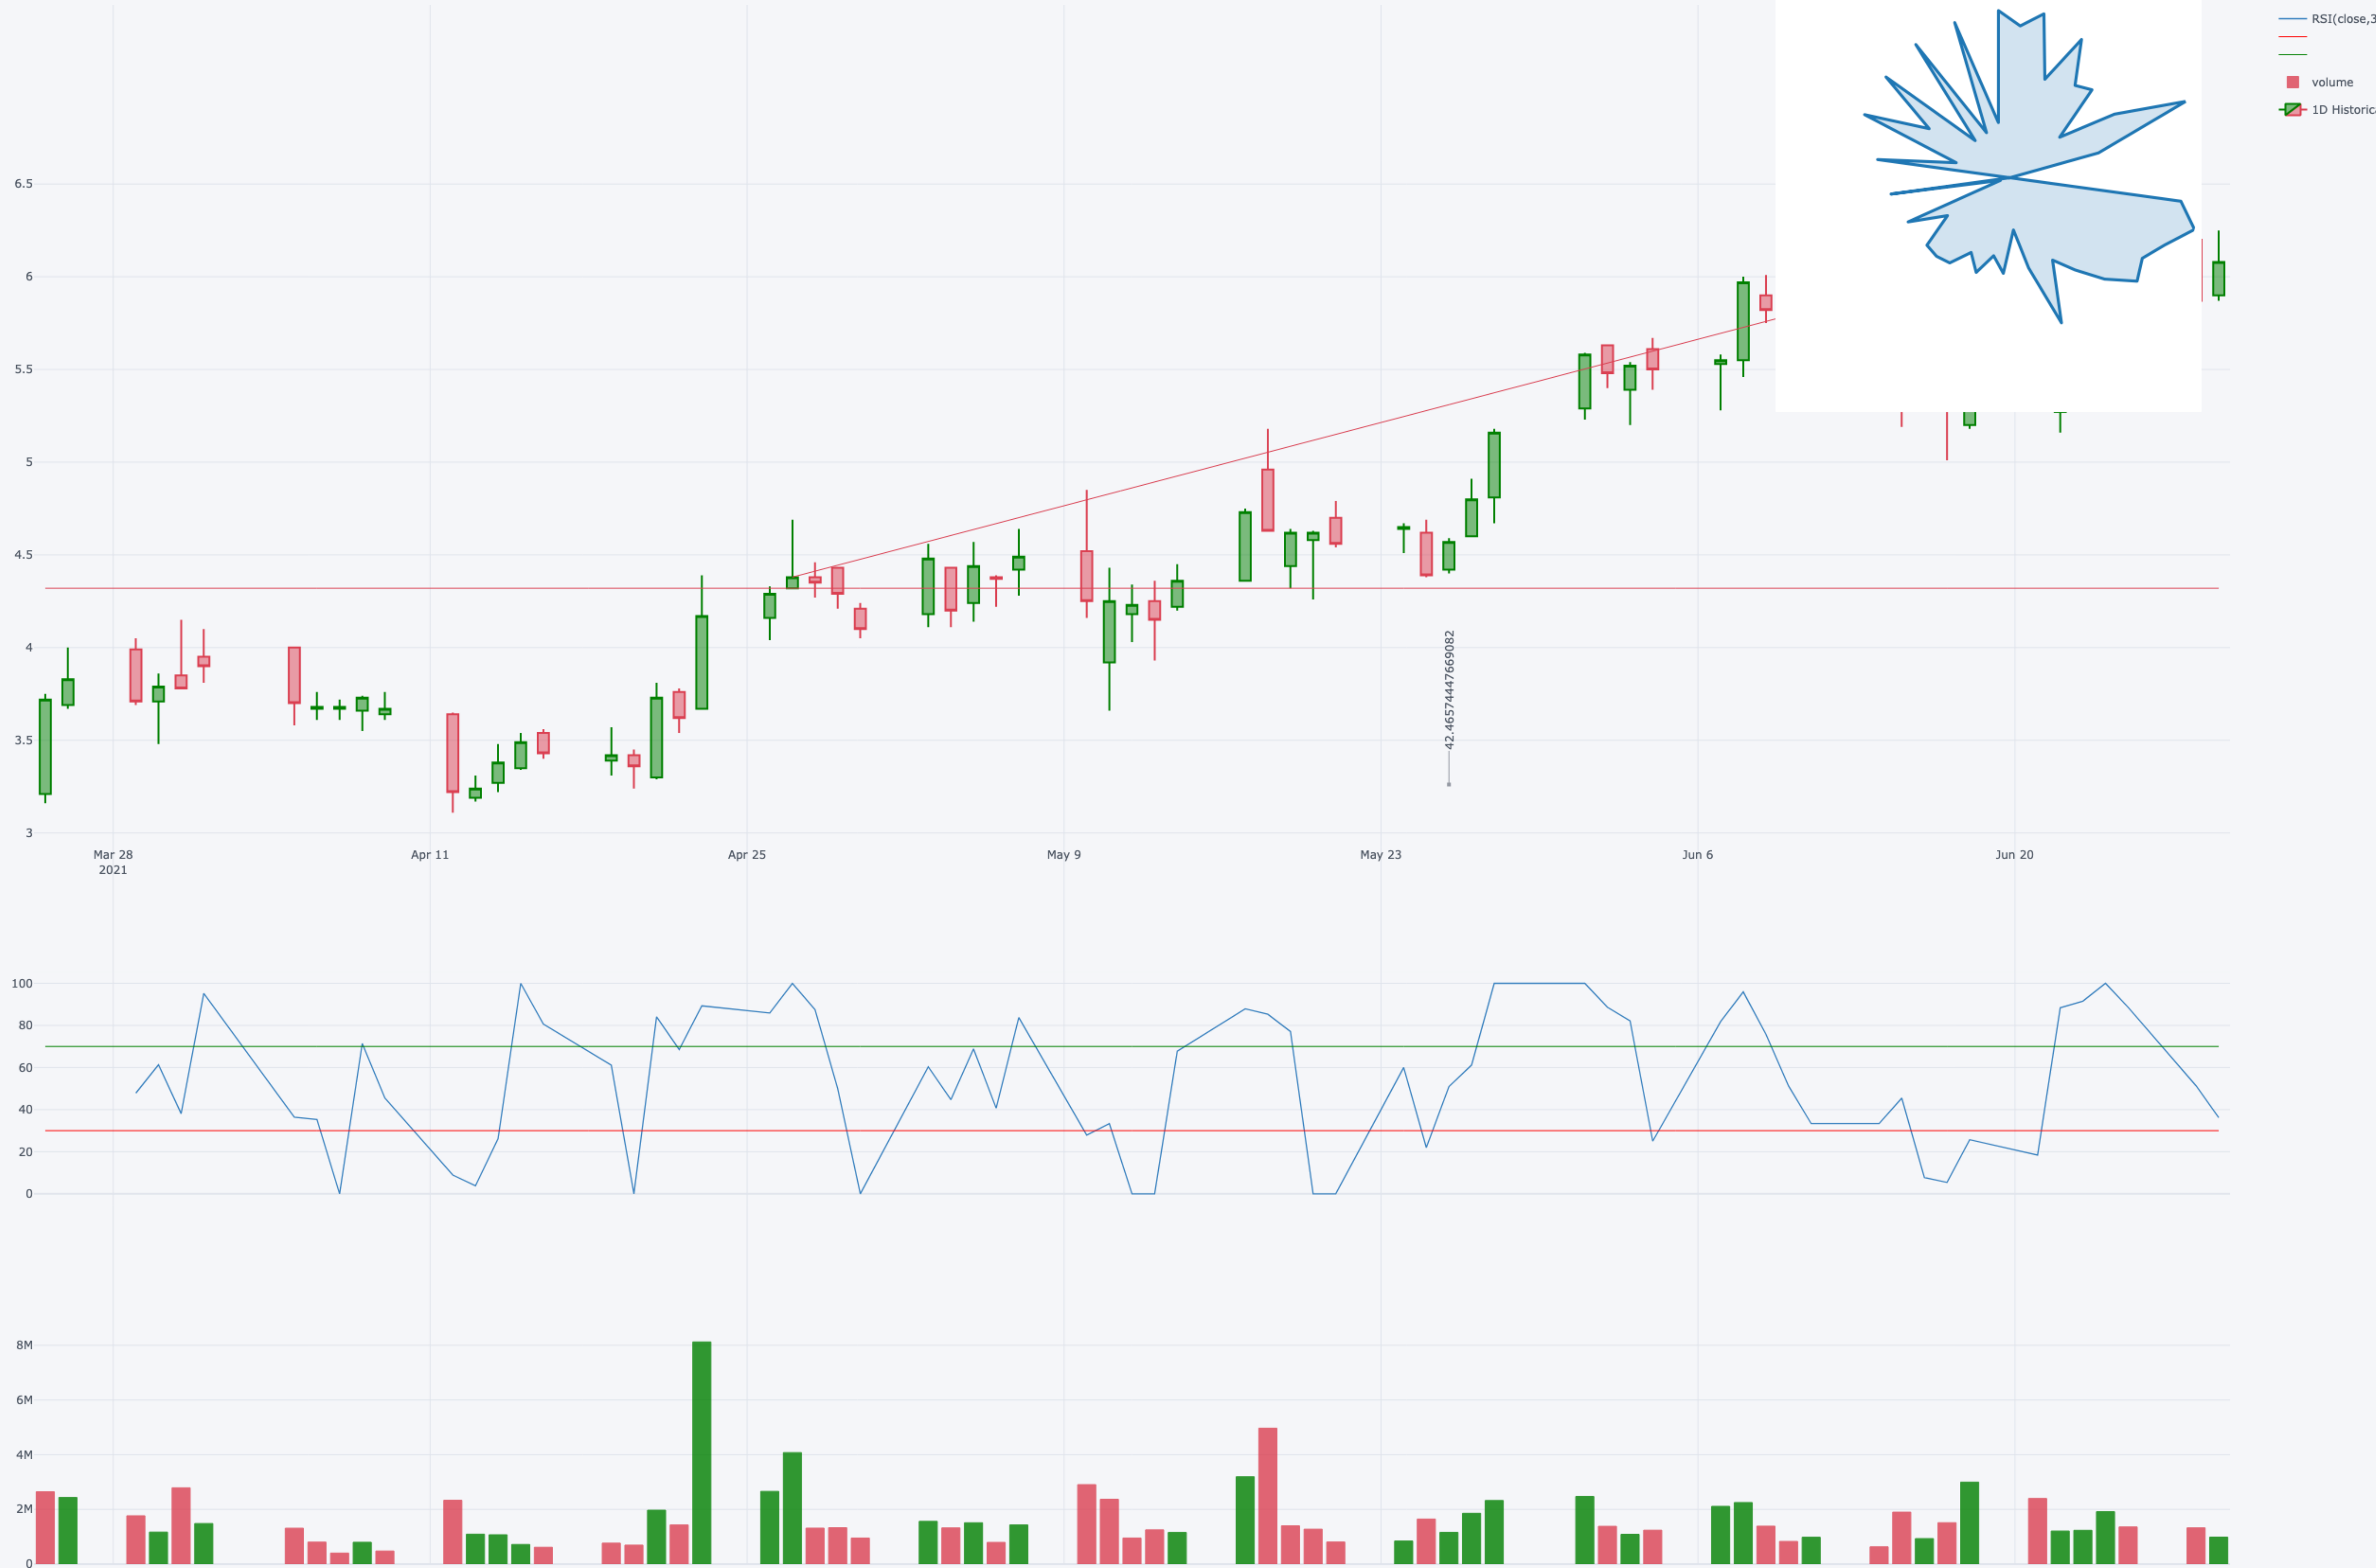 RSI(close,3
volume
1D Historica
6.5
6
5.5
5
4.5
4
3.5
3
42.46574447669082
Mar 28
2021
Apr 11
Apr 25
May 9
May 23
Jun 6
Jun 20
100
80
60
40
20
0
8M
6M
4M
2M
0